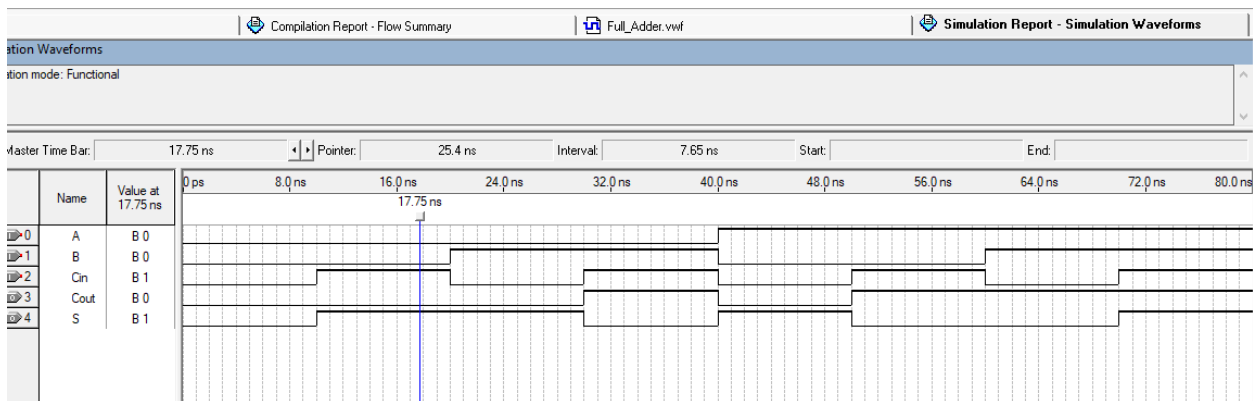 Compilation Report - Flow Summary
Full_Adder.vwf
Simulation Report - Simulation Waveforms
ation Waveforms
ation mode: Functional
Master Time Bar: 17.75 ns Pointer: 25.4 ns Interval: 7.65 ns Start: End:
Name
Value at
17.75 ns
0 ps 8.0 ns 16.0 ns 24.0 ns 32.0 ns 40.0 ns 48.0 ns 56.0 ns 64.0 ns 72.0 ns 80.0 ns
17.75 ns
0 A B 0
1 B B 0
2 Cin B 1
3 Cout B 0
4 S B 1